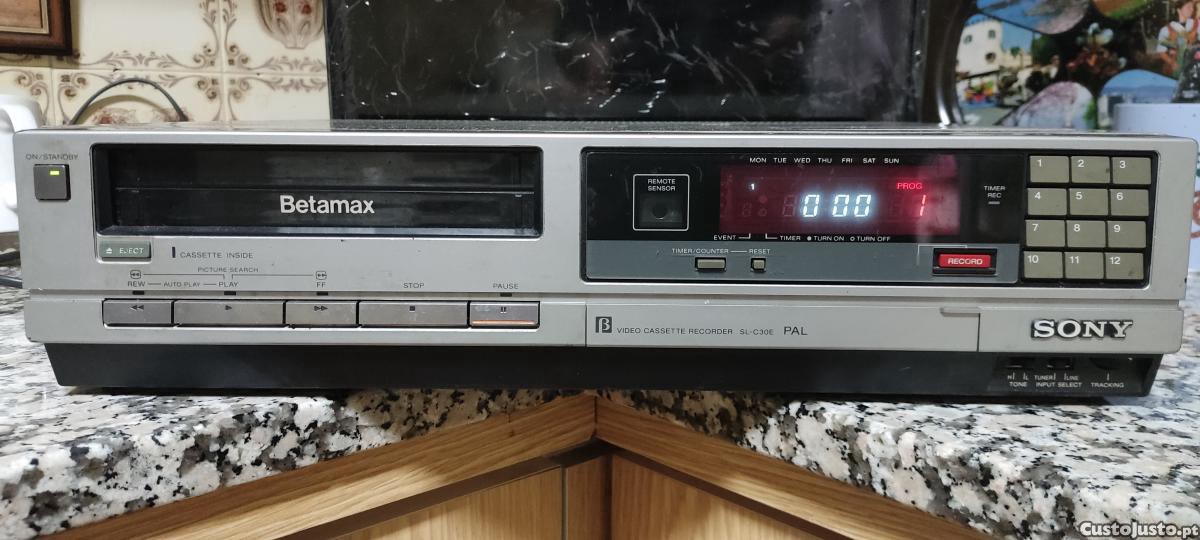 ON/STANDBY
Betamax
EJECT
CASSETTE INSIDE
PICTURE SEARCH
REW AUTO PLAY PLAY FF STOP PAUSE
MON TUE WED THU FRI SAT SUN
REMOTE SENSOR
1 0:00 PROG 1
EVENT TIMER TURN ON TURN OFF
TIMER REC
TIMER/COUNTER RESET
RECORD
1 2 3
4 5 6
7 8 9
10 11 12
β VIDEO CASSETTE RECORDER SL-C30E PAL
SONY
TUNER LINE
TONE INPUT SELECT TRACKING
CustoJusto.pt